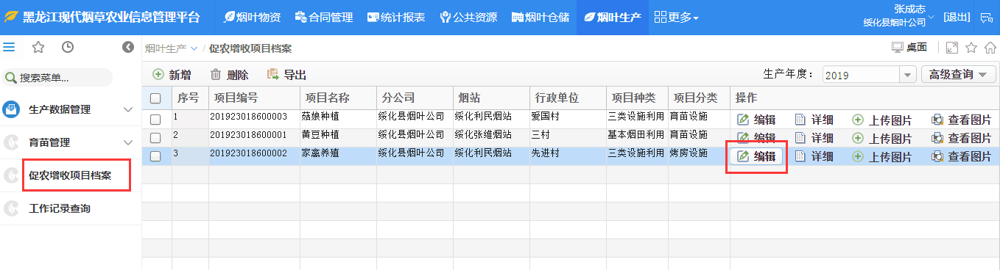 黑龙江现代烟草农业信息管理平台 烟叶物资 合同管理 统计报表 公共资源 烟叶仓储 烟叶生产 更多 张成志 [退出]
绥化县烟叶公司
烟叶生产 / 促农增收项目档案 桌面
搜索菜单...
生产数据管理
育苗管理
促农增收项目档案
工作记录查询
新增 删除 导出 生产年度： 2019 高级查询
序号 项目编号 项目名称 分公司 烟站 行政单位 项目种类 项目分类 操作
1 201923018600003 菇娘种植 绥化县烟叶公司 绥化利民烟站 爱国村 三类设施利用 育苗设施 编辑 详细 上传图片 查看图片
2 201923018600001 黄豆种植 绥化县烟叶公司 绥化张维烟站 三村 基本烟田利用 育苗设施 编辑 详细 上传图片 查看图片
3 201923018600002 家禽养殖 绥化县烟叶公司 绥化利民烟站 先进村 三类设施利用 烤房设施 编辑 详细 上传图片 查看图片